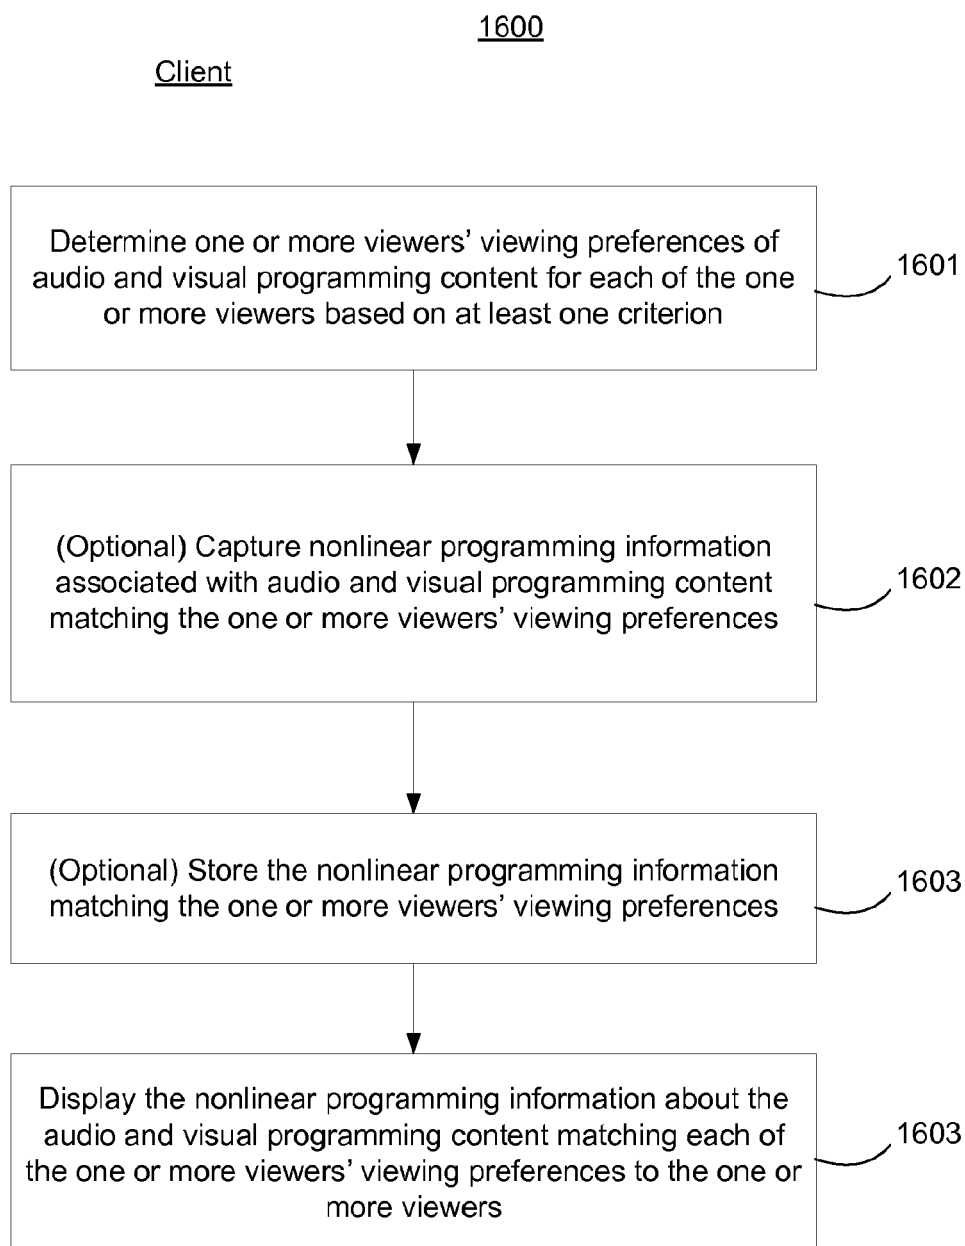 1600
Client
Determine one or more viewers’ viewing preferences of
audio and visual programming content for each of the one
or more viewers based on at least one criterion
1601
(Optional) Capture nonlinear programming information
associated with audio and visual programming content
matching the one or more viewers’ viewing preferences
1602
(Optional) Store the nonlinear programming information
matching the one or more viewers’ viewing preferences
1603
Display the nonlinear programming information about the
audio and visual programming content matching each of
the one or more viewers’ viewing preferences to the one or
more viewers
1603